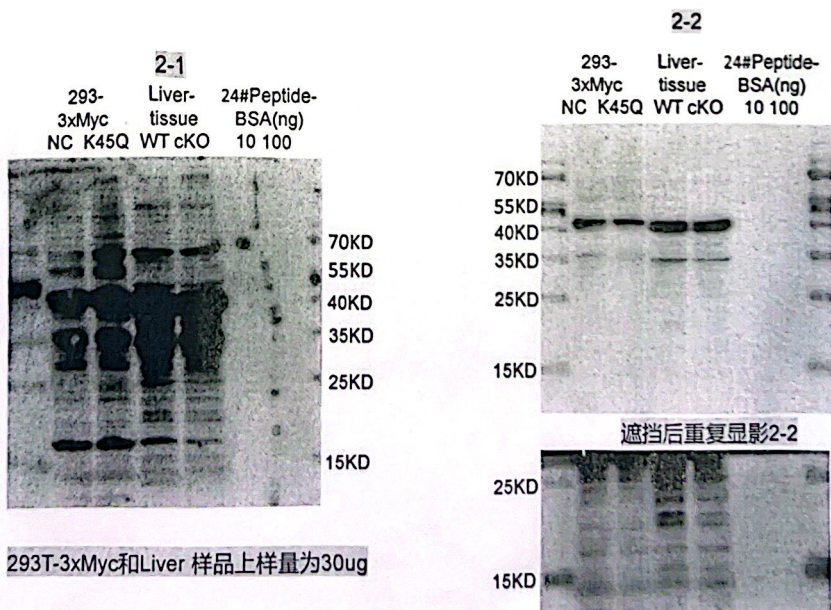 2-1
293-
3xMyc
NC K45Q
Liver-
tissue
WT cKO
24#Peptide-
BSA(ng)
10 100
70KD
55KD
40KD
35KD
25KD
15KD
293T-3xMyc和Liver 样品上样量为30ug
2-2
293-
3xMyc
NC K45Q
Liver-
tissue
WT cKO
24#Peptide-
BSA(ng)
10 100
70KD
55KD
40KD
35KD
25KD
15KD
遮挡后重复显影2-2
25KD
15KD